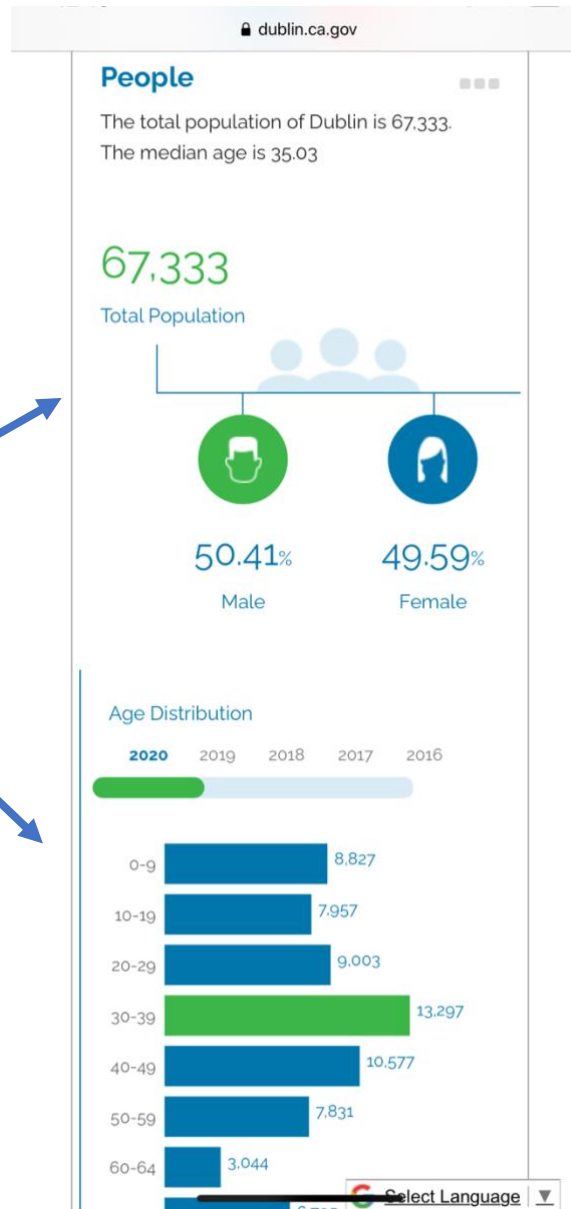 dublin.ca.gov
People
The total population of Dublin is 67,333.
The median age is 35.03
67,333
Total Population
50.41% 49.59%
Male Female
Age Distribution
2020 2019 2018 2017 2016
0-9 8,827
10-19 7,957
20-29 9,003
30-39 13,297
40-49 10,577
50-59 7,831
60-64 3,044
Select Language ▼